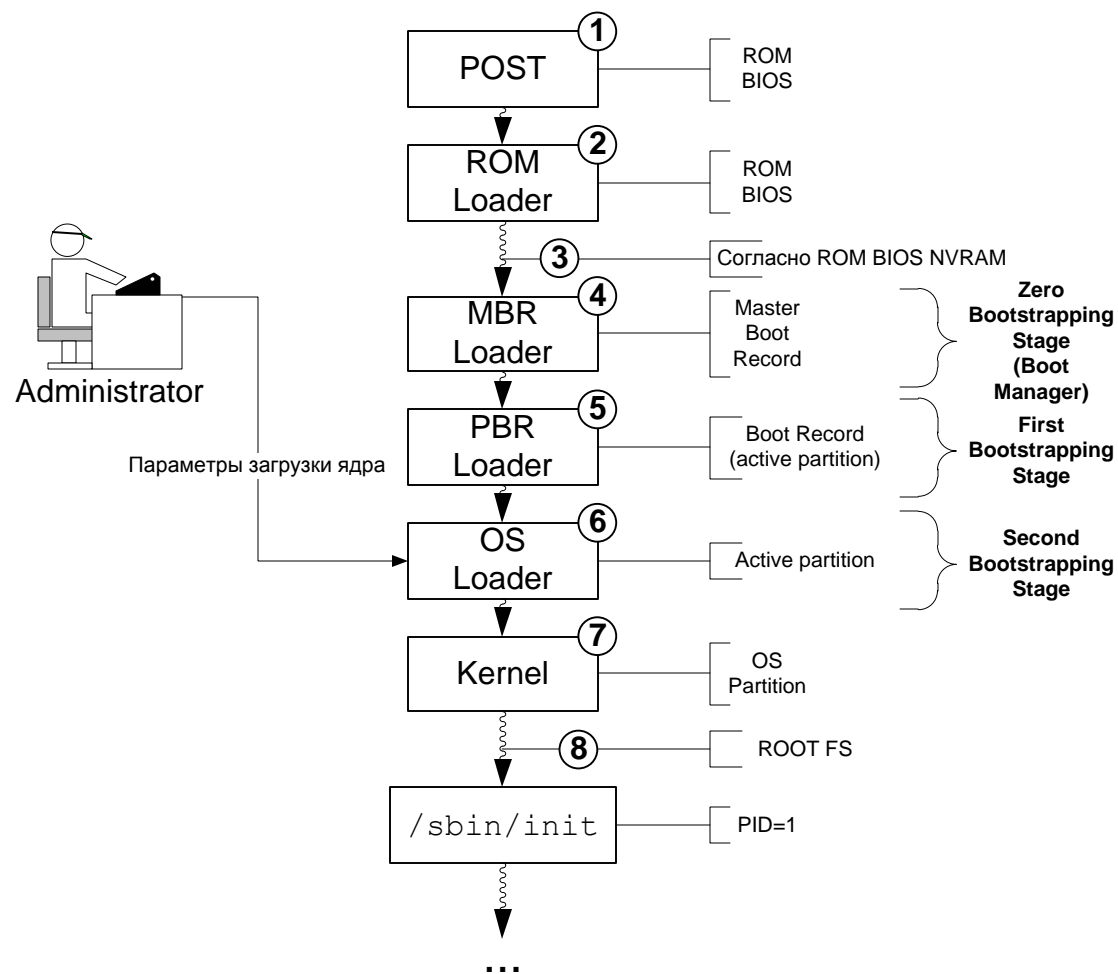 1
POST
ROM
BIOS
2
ROM
Loader
ROM
BIOS
3
Согласно ROM BIOS NVRAM
4
MBR
Loader
Master
Boot
Record
Zero
Bootstrapping
Stage
(Boot
Manager)
Administrator
5
PBR
Loader
Boot Record
(active partition)
First
Bootstrapping
Stage
Параметры загрузки ядра
6
OS
Loader
Active partition
Second
Bootstrapping
Stage
7
Kernel
OS
Partition
8
ROOT FS
/sbin/init
PID=1
...